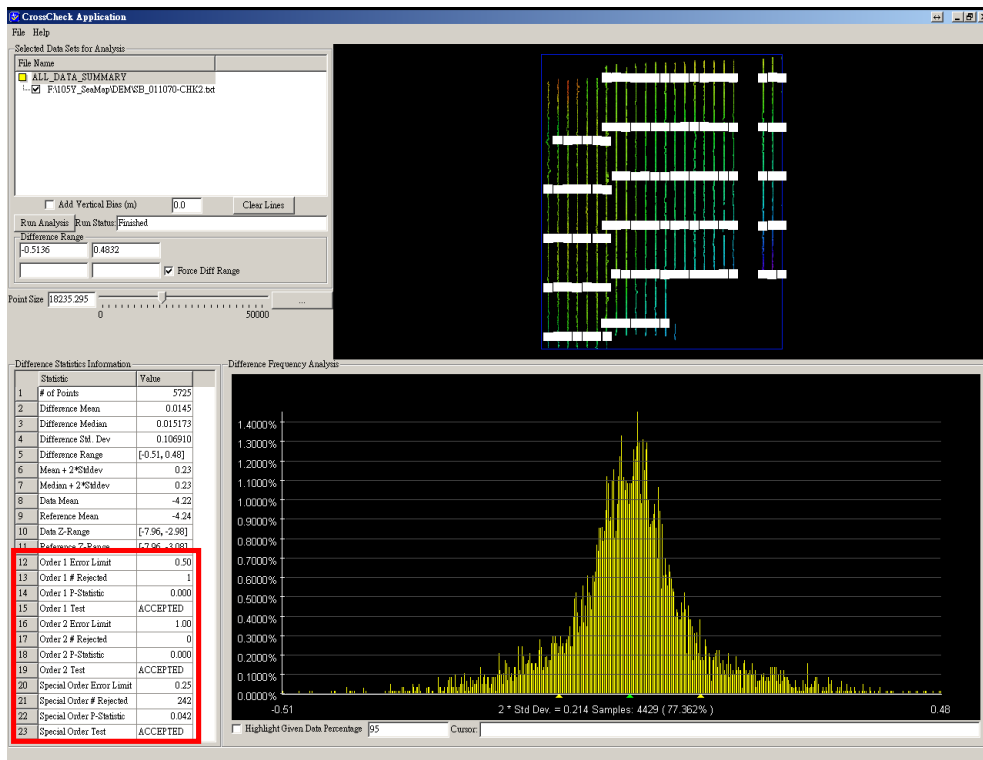 CrossCheck Application
File Help
Selected Data Sets for Analysis
File Name
ALL_DATA_SUMMARY
F:\105Y_SeaMap\DEM\SB_011070-CHK2.txt
Add Vertical Bias (m) 0.0 Clear Lines
Run Analysis Run Status: Finished
Difference Range
-0.5136 0.4832
Force Diff Range
Point Size 18235.295 ...
0 50000
Difference Statistics Information
Statistic Value
1 # of Points 5725
2 Difference Mean 0.0145
3 Difference Median 0.015173
4 Difference Std. Dev 0.106910
5 Difference Range [-0.51, 0.48]
6 Mean + 2*Stddev 0.23
7 Median + 2*Stddev 0.23
8 Data Mean -4.22
9 Reference Mean -4.24
10 Data Z-Range [-7.96, -2.98]
11 Reference Z-Range [-7.96, -3.08]
12 Order 1 Error Limit 0.50
13 Order 1 # Rejected 1
14 Order 1 P-Statistic 0.000
15 Order 1 Test ACCEPTED
16 Order 2 Error Limit 1.00
17 Order 2 # Rejected 0
18 Order 2 P-Statistic 0.000
19 Order 2 Test ACCEPTED
20 Special Order Error Limit 0.25
21 Special Order # Rejected 242
22 Special Order P-Statistic 0.042
23 Special Order Test ACCEPTED
Difference Frequency Analysis
1.4000%
1.3000%
1.2000%
1.1000%
1.0000%
0.9000%
0.8000%
0.7000%
0.6000%
0.5000%
0.4000%
0.3000%
0.2000%
0.1000%
0.0000%
-0.51 2 * Std Dev. = 0.214 Samples: 4429 ( 77.362% ) 0.48
Highlight Given Data Percentage 95 Cursor: